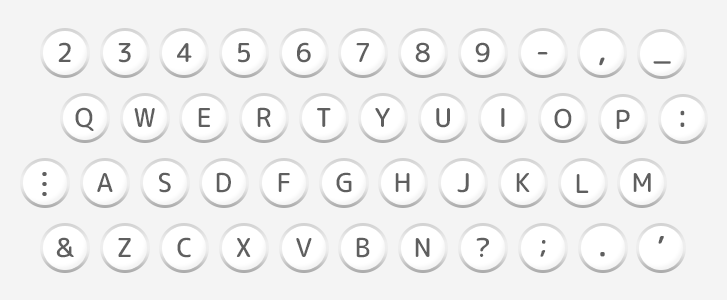 2 3 4 5 6 7 8 9 - , _
Q W E R T Y U I O P :
⋮ A S D F G H J K L M
& Z C X V B N ? ; . ’